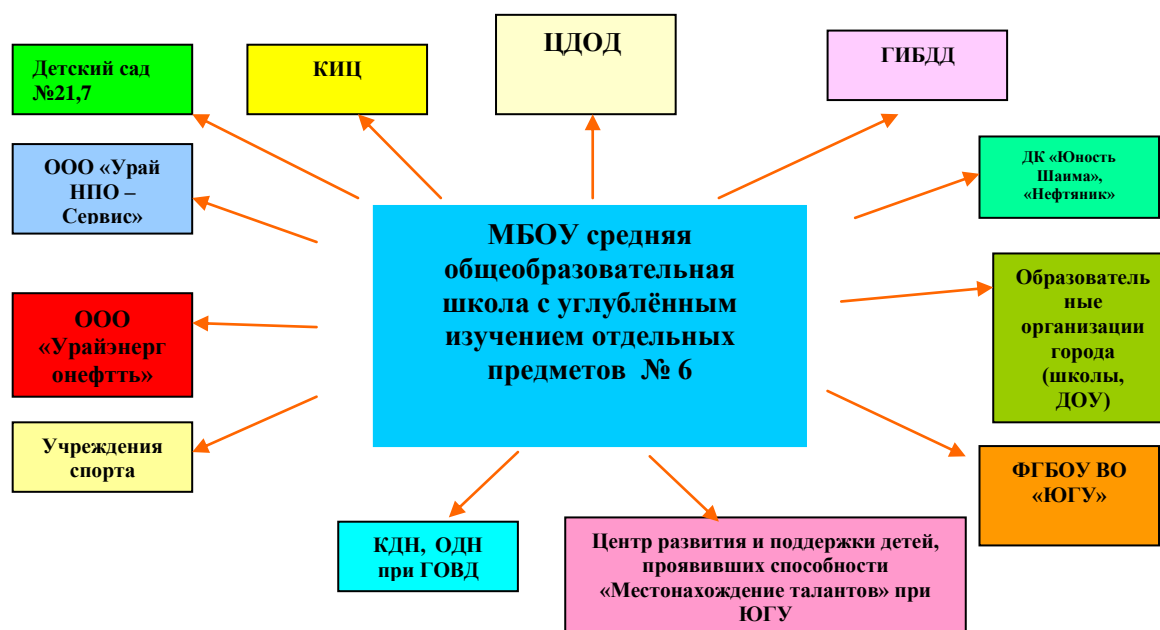 ЦДОД
Детский сад
№21,7
КИЦ
ГИБДД
ООО «Урай
НПО –
Сервис»
ДК «Юность
Шаима»,
«Нефтяник»
МБОУ средняя
общеобразовательная
школа с углублённым
изучением отдельных
предметов № 6
ООО
«Урайэнерг
онефтть»
Образователь
ные
организации
города
(школы,
ДОУ)
Учреждения
спорта
ФГБОУ ВО
«ЮГУ»
КДН, ОДН
при ГОВД
Центр развития и поддержки детей,
проявивших способности
«Местонахождение талантов» при
ЮГУ